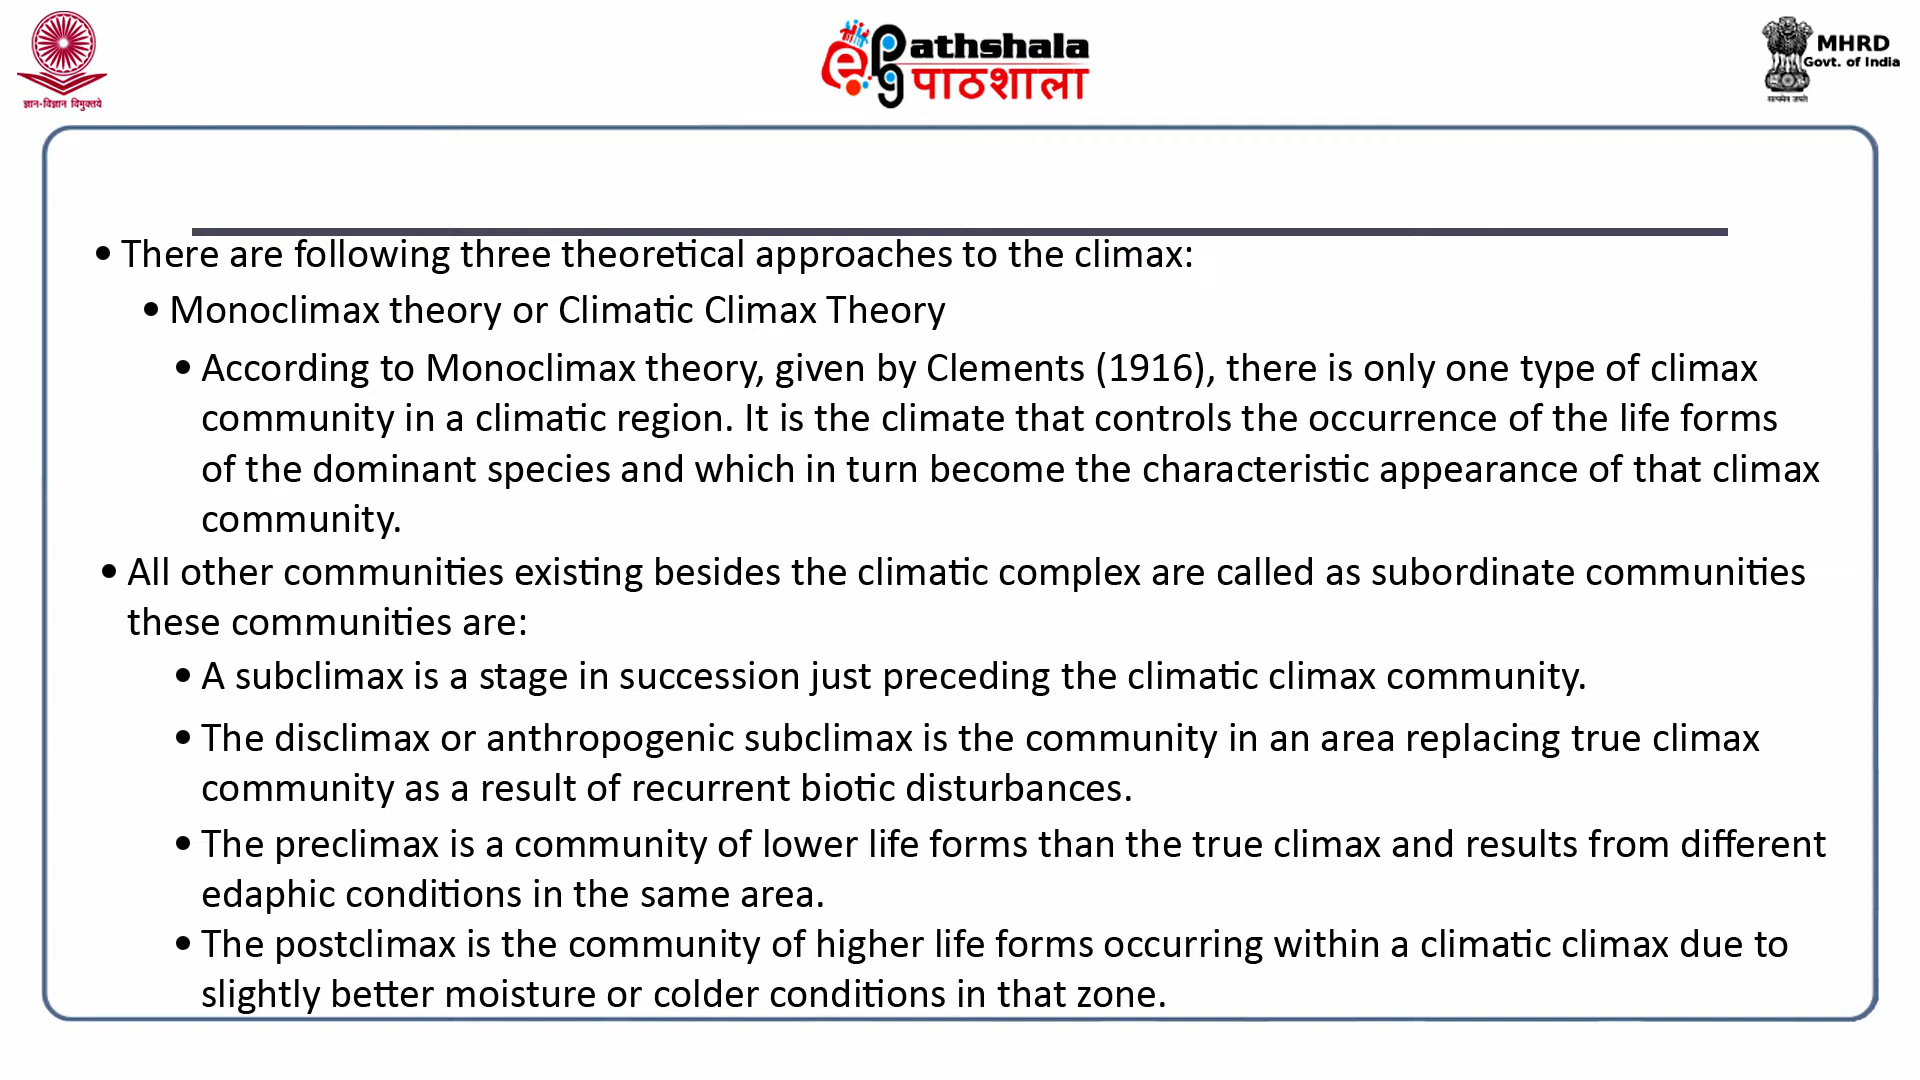 ज्ञान-विज्ञान विमुक्तये
ePG athshala
पाठशाला
MHRD
Govt. of India
सत्यमेव जयते
• There are following three theoretical approaches to the climax:
• Monoclimax theory or Climatic Climax Theory
• According to Monoclimax theory, given by Clements (1916), there is only one type of climax
community in a climatic region. It is the climate that controls the occurrence of the life forms
of the dominant species and which in turn become the characteristic appearance of that climax
community.
• All other communities existing besides the climatic complex are called as subordinate communities
these communities are:
• A subclimax is a stage in succession just preceding the climatic climax community.
• The disclimax or anthropogenic subclimax is the community in an area replacing true climax
community as a result of recurrent biotic disturbances.
• The preclimax is a community of lower life forms than the true climax and results from different
edaphic conditions in the same area.
• The postclimax is the community of higher life forms occurring within a climatic climax due to
slightly better moisture or colder conditions in that zone.